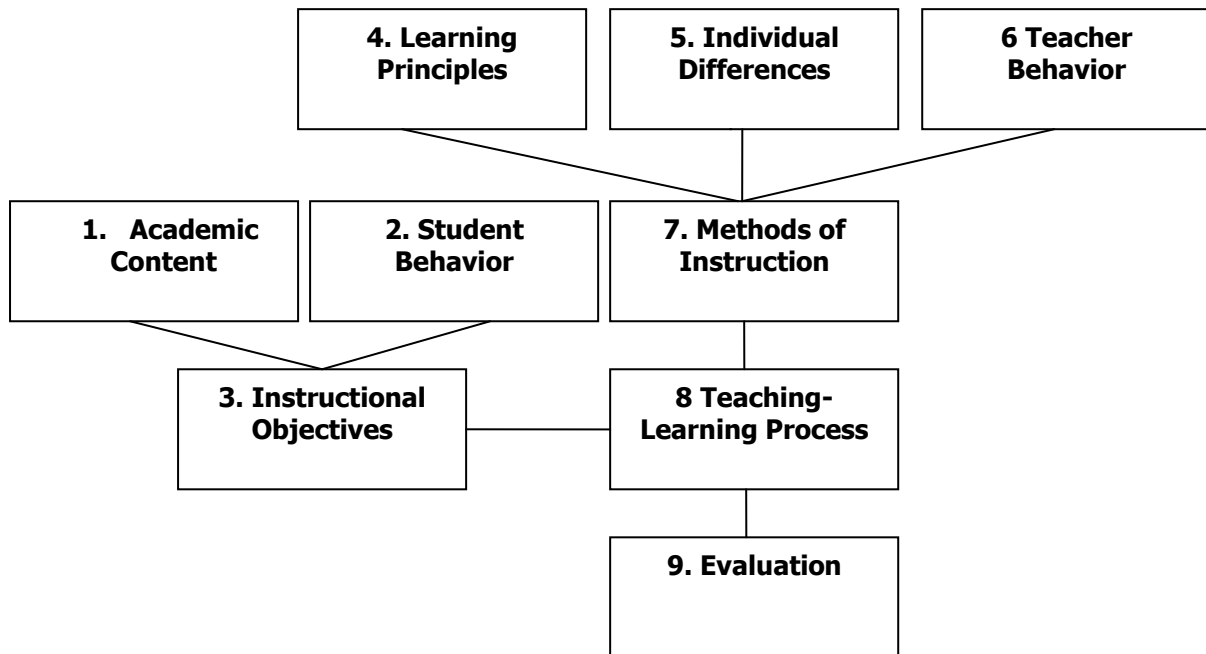 4. Learning
Principles
5. Individual
Differences
6 Teacher
Behavior
1. Academic
Content
2. Student
Behavior
7. Methods of
Instruction
3. Instructional
Objectives
8 Teaching-
Learning Process
9. Evaluation